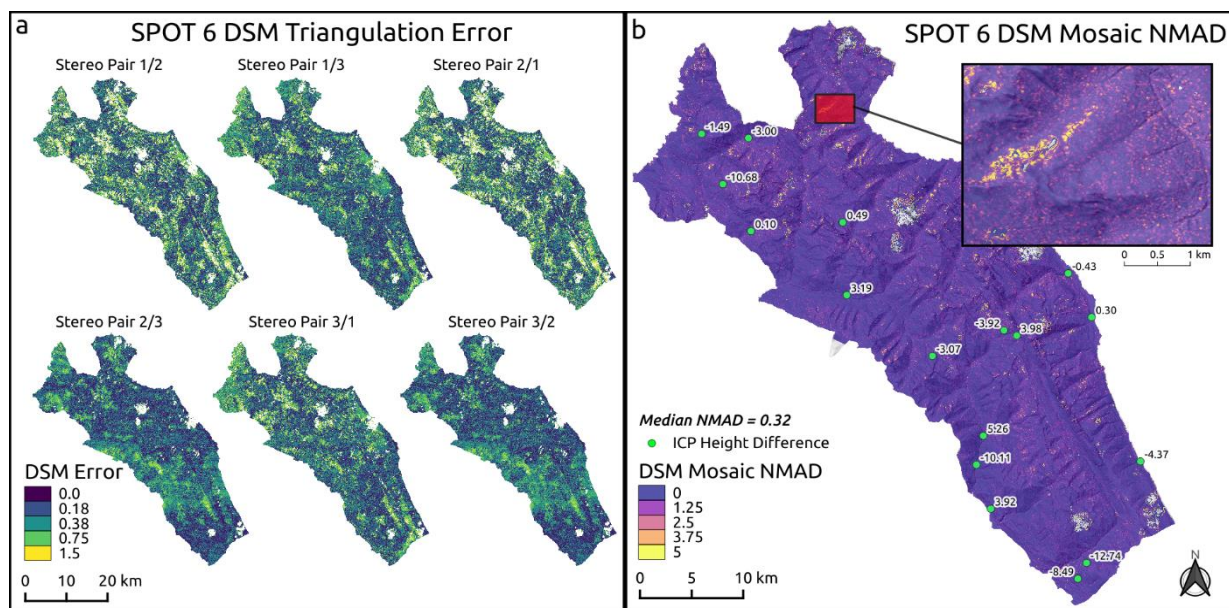 a
SPOT 6 DSM Triangulation Error
Stereo Pair 1/2
Stereo Pair 1/3
Stereo Pair 2/1
Stereo Pair 2/3
Stereo Pair 3/1
Stereo Pair 3/2
DSM Error
0.0
0.18
0.38
0.75
1.5
0 10 20 km
b
SPOT 6 DSM Mosaic NMAD
0 0.5 1 km
-1.49
-3.00
-10.68
0.49
0.10
-0.43
3.19
0.30
-3.92
3.98
-3.07
5.26
-10.11
-4.37
3.92
-12.74
-8.49
Median NMAD = 0.32
ICP Height Difference
DSM Mosaic NMAD
0
1.25
2.5
3.75
5
0 5 10 km
N